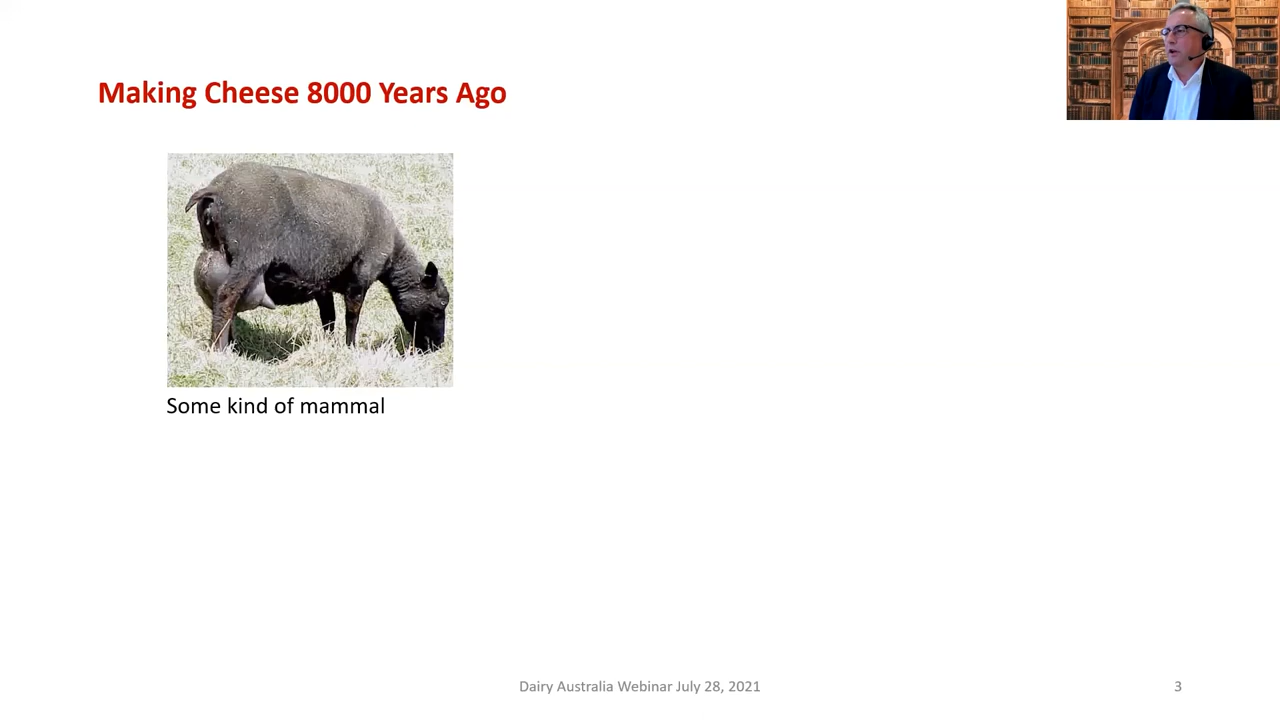 Making Cheese 8000 Years Ago
Some kind of mammal
Dairy Australia Webinar July 28, 2021
3